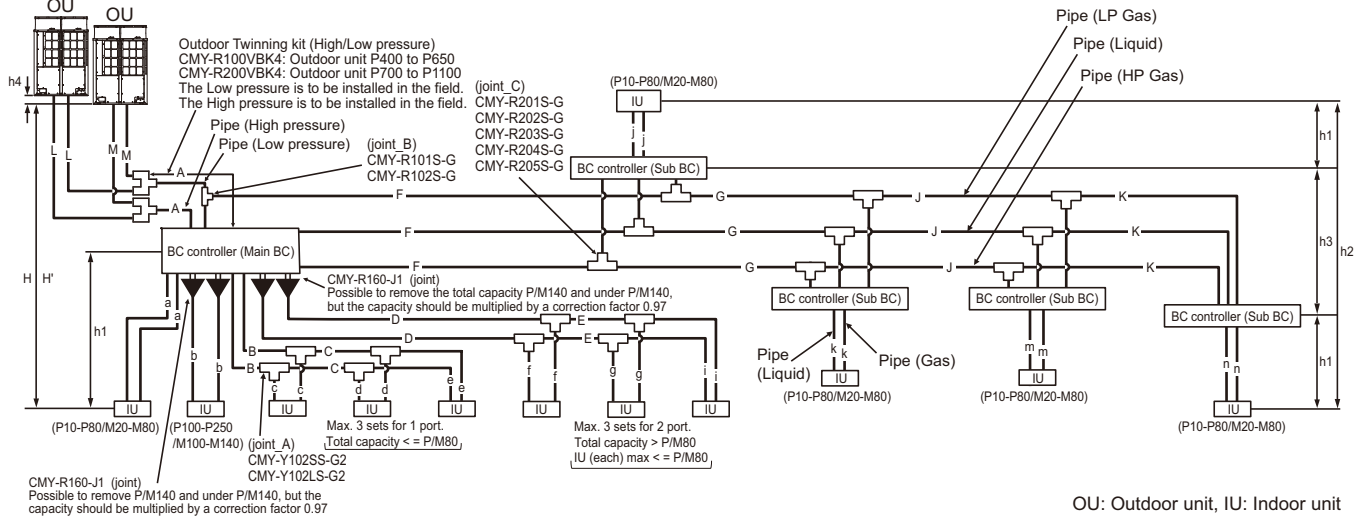 OU
OU
h4
Outdoor Twinning kit (High/Low pressure)
CMY-R100VBK4: Outdoor unit P400 to P650
CMY-R200VBK4: Outdoor unit P700 to P1100
The Low pressure is to be installed in the field.
The High pressure is to be installed in the field.
Pipe (High pressure)
Pipe (Low pressure)
(joint_B)
CMY-R101S-G
CMY-R102S-G
(joint_C)
CMY-R201S-G
CMY-R202S-G
CMY-R203S-G
CMY-R204S-G
CMY-R205S-G
(P10-P80/M20-M80)
IU
j
j
BC controller (Sub BC)
Pipe (LP Gas)
Pipe (Liquid)
Pipe (HP Gas)
h1
h3
h2
h1
L
L
M
M
A
A
F
G
J
K
F
G
J
K
F
G
J
K
H
H'
h1
BC controller (Main BC)
CMY-R160-J1 (joint)
Possible to remove the total capacity P/M140 and under P/M140,
but the capacity should be multiplied by a correction factor 0.97
BC controller (Sub BC)
BC controller (Sub BC)
BC controller (Sub BC)
a
a
b
b
D
E
D
E
B
C
B
C
c
c
d
d
e
e
f
f
g
g
i
i
Pipe
(Liquid)
k
k
Pipe (Gas)
m
m
n
n
IU
IU
IU
IU
IU
IU
IU
IU
IU
IU
IU
(P10-P80/M20-M80)
(P10-P80/M20-M80)
(P10-P80/M20-M80)
(P10-P80/M20-M80)
(P100-P250
/M100-M140)
(joint_A)
CMY-Y102SS-G2
CMY-Y102LS-G2
Max. 3 sets for 1 port.
Total capacity < = P/M80
Max. 3 sets for 2 port.
Total capacity > P/M80
IU (each) max < = P/M80
CMY-R160-J1 (joint)
Possible to remove P/M140 and under P/M140, but the
capacity should be multiplied by a correction factor 0.97
OU: Outdoor unit, IU: Indoor unit